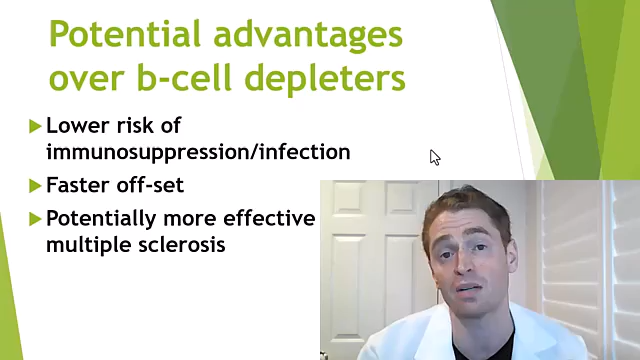 Potential advantages
over b-cell depleters
Lower risk of
immunosuppression/infection
Faster off-set
Potentially more effective
multiple sclerosis